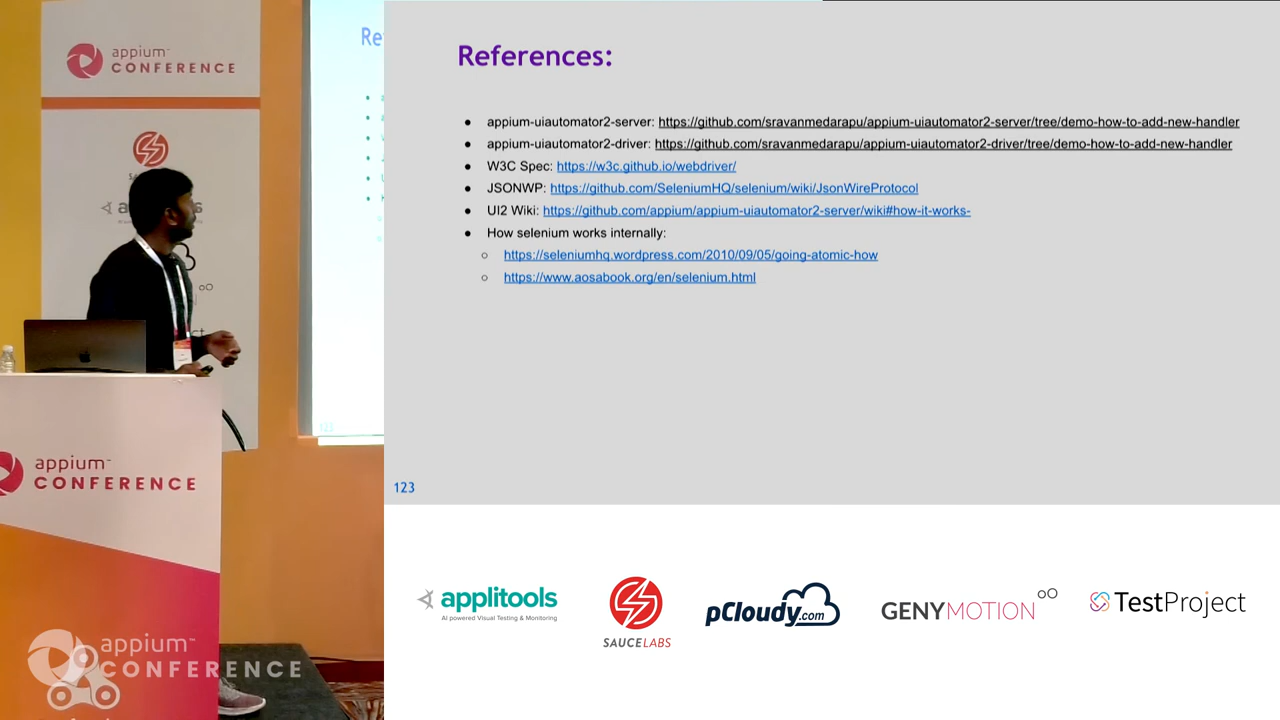 appium™
CONFERENCE
Re
123
appium™
CONFERENCE
appium™
CONFERENCE
References:
● appium-uiautomator2-server: https://github.com/sravanmedarapu/appium-uiautomator2-server/tree/demo-how-to-add-new-handler
● appium-uiautomator2-driver: https://github.com/sravanmedarapu/appium-uiautomator2-driver/tree/demo-how-to-add-new-handler
● W3C Spec: https://w3c.github.io/webdriver/
● JSONWP: https://github.com/SeleniumHQ/selenium/wiki/JsonWireProtocol
● UI2 Wiki: https://github.com/appium/appium-uiautomator2-server/wiki#how-it-works-
● How selenium works internally:
○ https://seleniumhq.wordpress.com/2010/09/05/going-atomic-how
○ https://www.aosabook.org/en/selenium.html
123
applitools
AI powered Visual Testing & Monitoring
SAUCELABS
pCloudy.com
GENYMOTION
TestProject